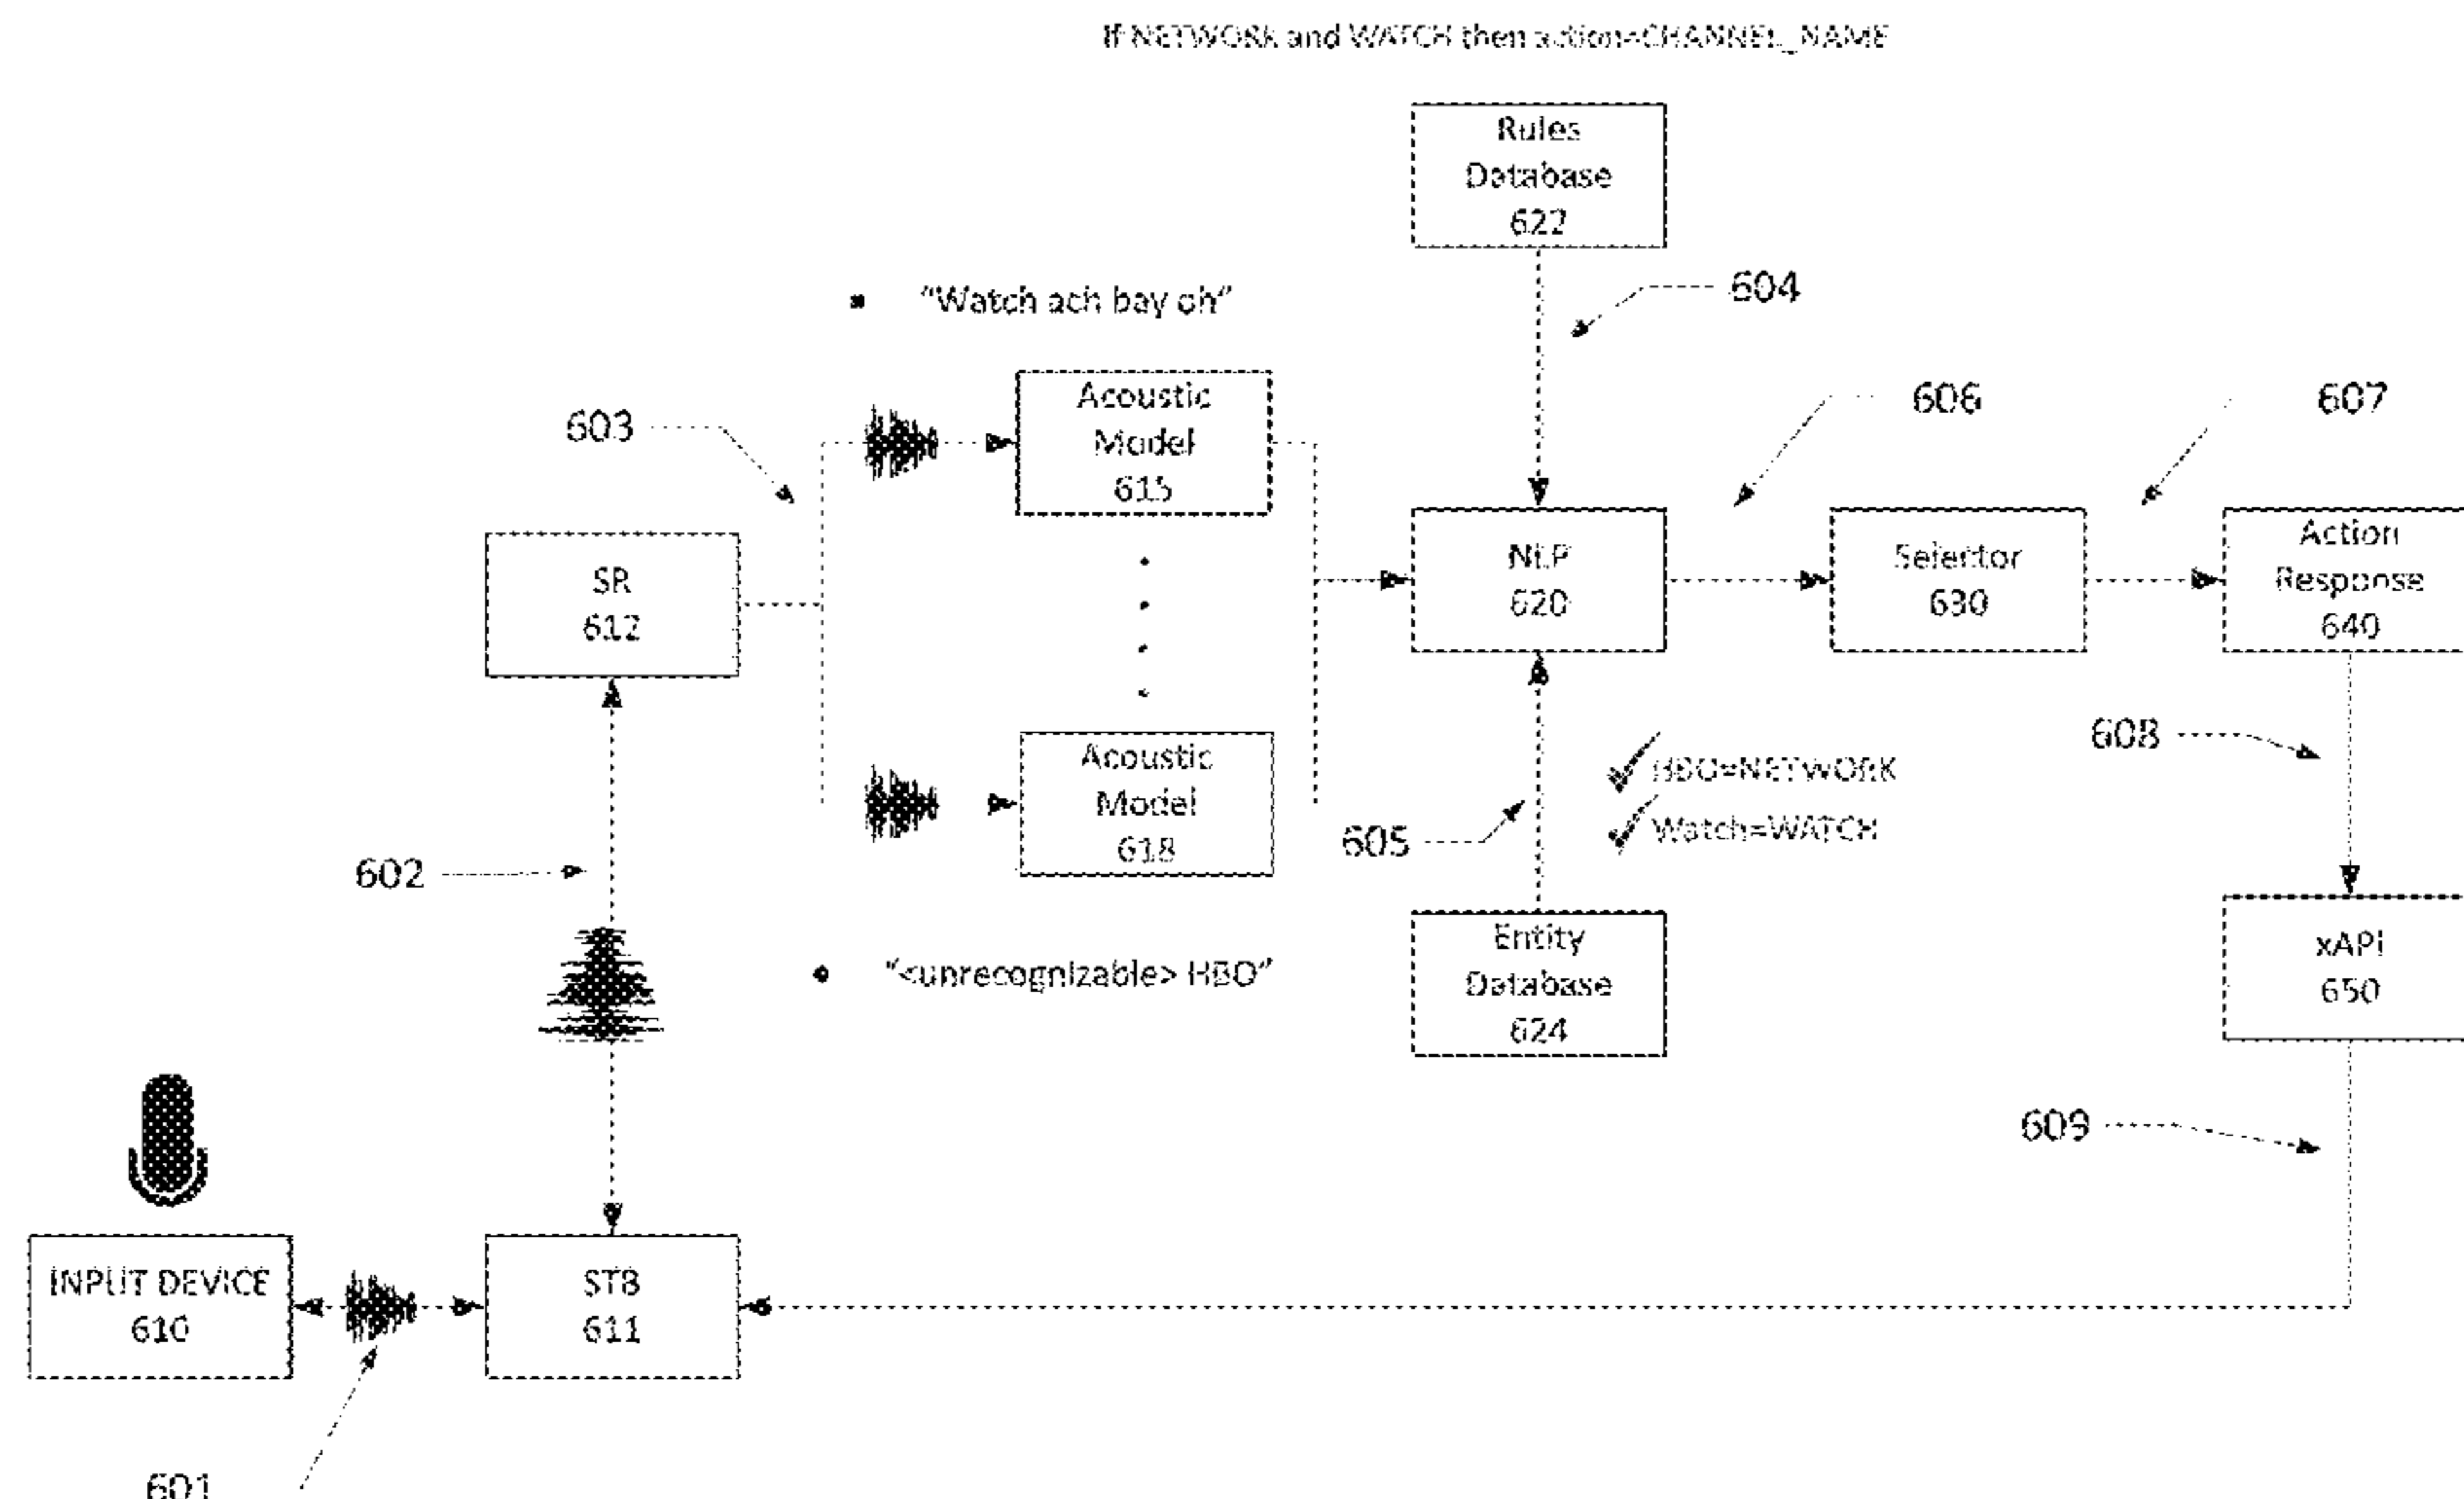 If NETWORK and WATCH then action=CHANNEL_NAME
Rules
Database
622
604
"Watch ach bay oh"
603
Acoustic
Model
615
606
607
SR
612
NLP
620
Selector
630
Action
Response
640
602
Acoustic
Model
618
605
HBO=NETWORK
Watch=WATCH
608
"<unrecognizable> HBO"
Entity
Database
624
xAPI
650
609
INPUT DEVICE
610
STB
611
601